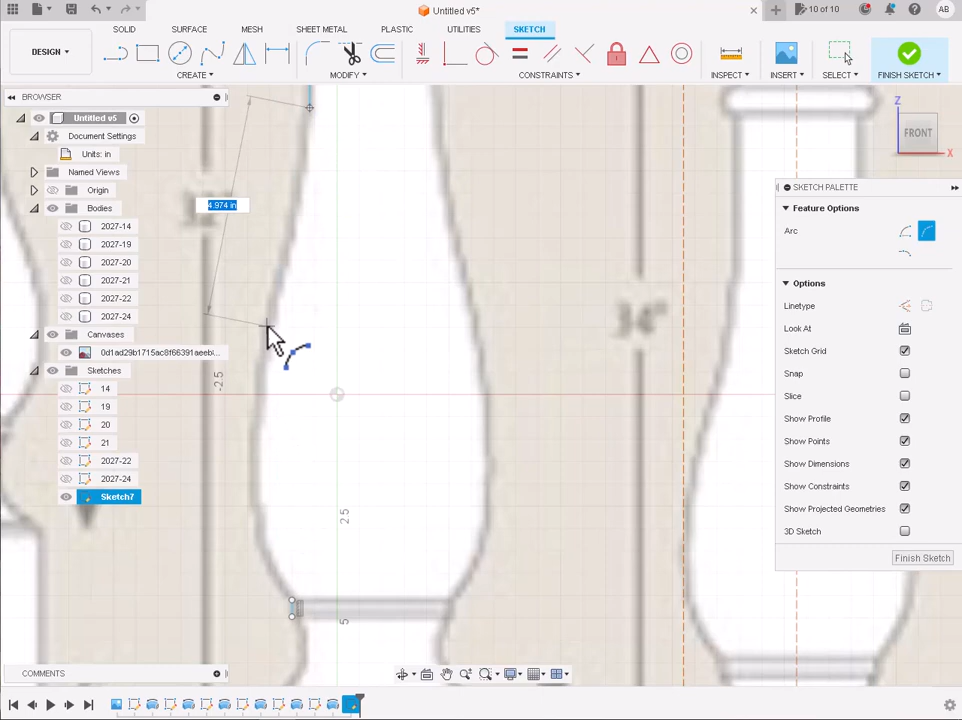 Untitled v5*
10 of 10
AB
DESIGN
SOLID
SURFACE
MESH
SHEET METAL
PLASTIC
UTILITIES
SKETCH
CREATE
MODIFY
CONSTRAINTS
INSPECT
INSERT
SELECT
FINISH SKETCH
BROWSER
Untitled v5
Document Settings
Units: in
Named Views
Origin
Bodies
2027-14
2027-19
2027-20
2027-21
2027-22
2027-24
Canvases
0d1ad29b1715ac8f66391aeebl...
Sketches
14
19
20
21
2027-22
2027-24
Sketch7
4.974 in
-2.5
2.5
5
Z
FRONT
X
SKETCH PALETTE
Feature Options
Arc
Options
Linetype
Look At
Sketch Grid
Snap
Slice
Show Profile
Show Points
Show Dimensions
Show Constraints
Show Projected Geometries
3D Sketch
Finish Sketch
COMMENTS